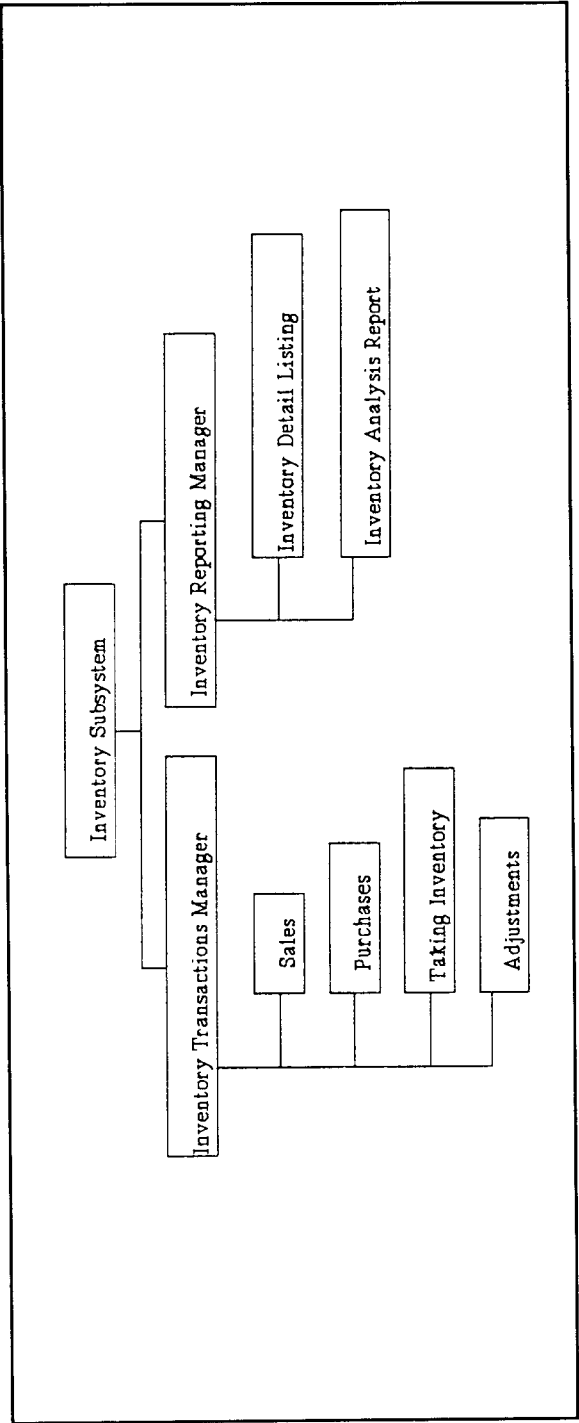 Inventory Subsystem
Inventory Transactions Manager
Sales
Purchases
Taking Inventory
Adjustments
Inventory Reporting Manager
Inventory Detail Listing
Inventory Analysis Report